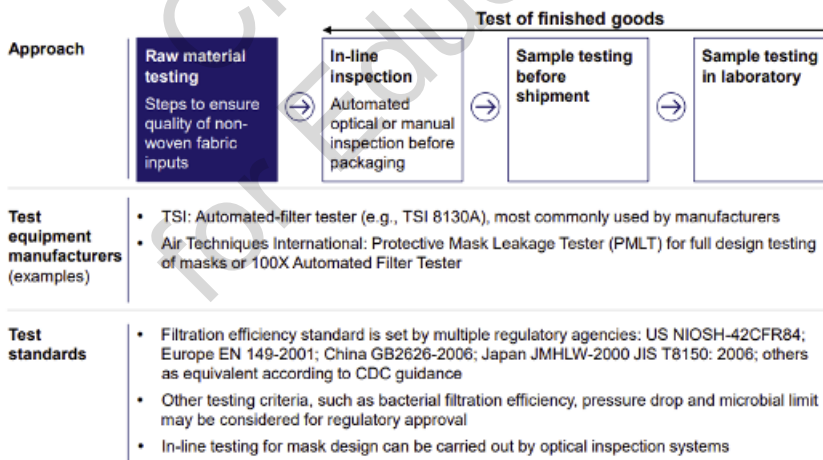 Test of finished goods
Approach
Raw material
testing
Steps to ensure
quality of non-
woven fabric
inputs
In-line
inspection
Automated
optical or manual
inspection before
packaging
Sample testing
before
shipment
Sample testing
in laboratory
Test
equipment
manufacturers
(examples)
• TSI: Automated-filter tester (e.g., TSI 8130A), most commonly used by manufacturers
• Air Techniques International: Protective Mask Leakage Tester (PMLT) for full design testing
of masks or 100X Automated Filter Tester
Test
standards
• Filtration efficiency standard is set by multiple regulatory agencies: US NIOSH-42CFR84;
Europe EN 149-2001; China GB2626-2006; Japan JMHLW-2000 JIS T8150: 2006; others
as equivalent according to CDC guidance
• Other testing criteria, such as bacterial filtration efficiency, pressure drop and microbial limit
may be considered for regulatory approval
• In-line testing for mask design can be carried out by optical inspection systems
for